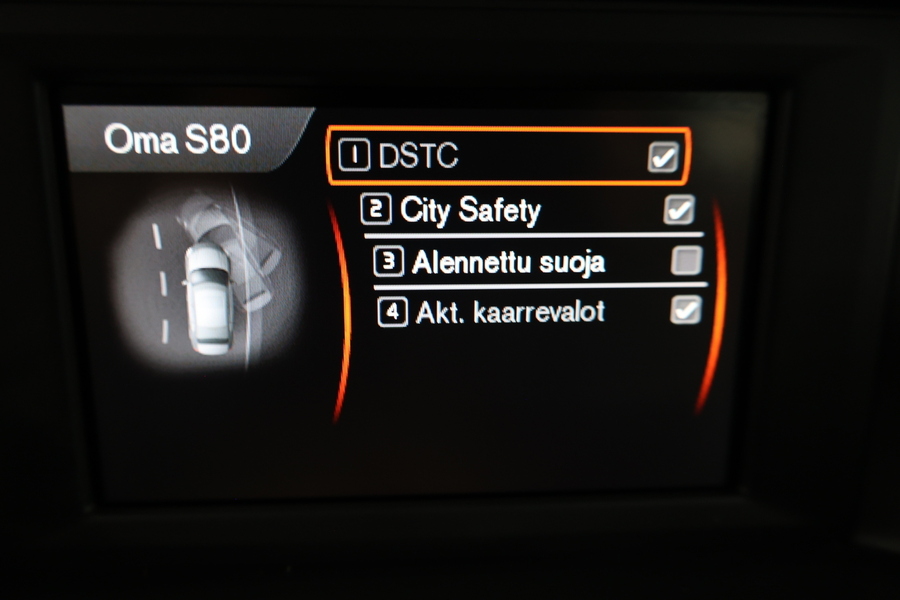 Oma S80
1 DSTC
2 City Safety
3 Alennettu suoja
4 Akt. kaarrevalot